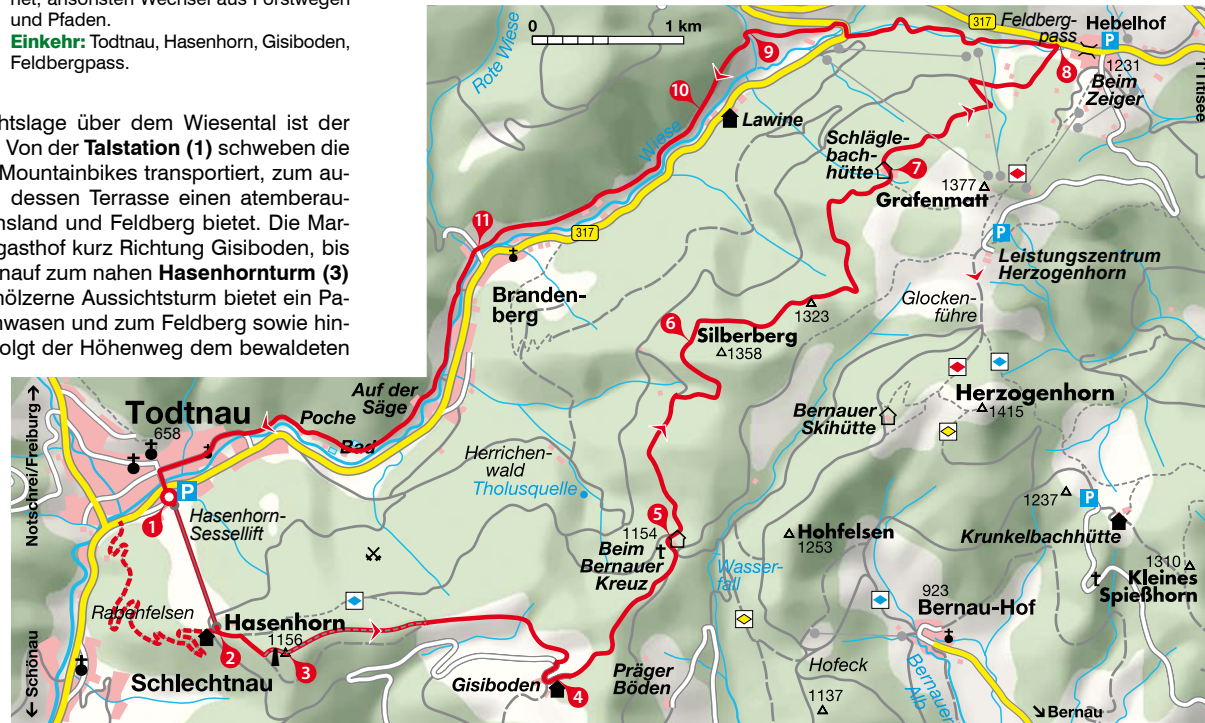 net, ansonsten Wechsel aus Forstwegen
und Pfaden.
Einkehr: Todtnau, Hasenhorn, Gisiboden,
Feldbergpass.
htslage über dem Wiesental ist der
Von der Talstation (1) schweben die
Mountainbikes transportiert, zum au-
dessen Terrasse einen atemberau-
nsland und Feldberg bietet. Die Mar-
gasthof kurz Richtung Gisiboden, bis
nauf zum nahen Hasenhornturm (3)
hölzerne Aussichtsturm bietet ein Pa-
nwasen und zum Feldberg sowie hin-
olgt der Höhenweg dem bewaldeten
0 1 km
Rote Wiese
317
Feldberg-
pass
Hebelhof
P
1231
Beim
Zeiger
Titisee
8
9
10
Lawine
Wiese
Schlägle-
bach-
hütte
7
1377
Grafenmatt
P
Leistungszentrum
Herzogenhorn
11
317
Branden-
berg
Glocken-
führe
1323
6
Silberberg
1358
Herzogenhorn
1415
Bernauer
Skihütte
Auf der
Säge
Poche
Bad
Todtnau
658
P
1
Hasenhorn-
Sessellift
Notschrei/Freiburg →
Herrichen-
wald
Tholusquelle
5
1154
Beim
Bernauer
Kreuz
Hohfelsen
1253
1237
P
Krunkelbachhütte
1310
Kleines
Spießhorn
Wasser-
fall
923
Bernau-Hof
Rabenfelsen
Hasenhorn
1156
2
3
Schlechtnau
← Schönau
Gisiboden
4
Präger
Böden
Hofeck
1137
Bernauer
Alb
↘ Bernau